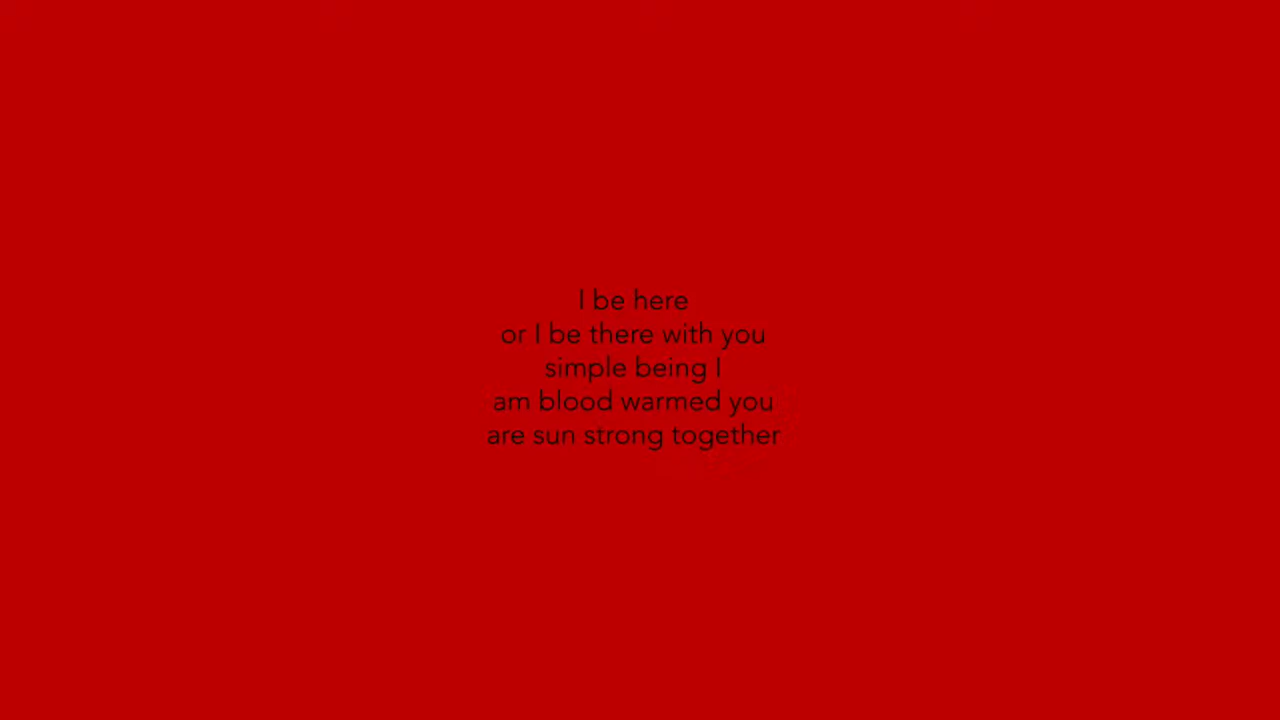 I be here
or I be there with you
simple being I
am blood warmed you
are sun strong together